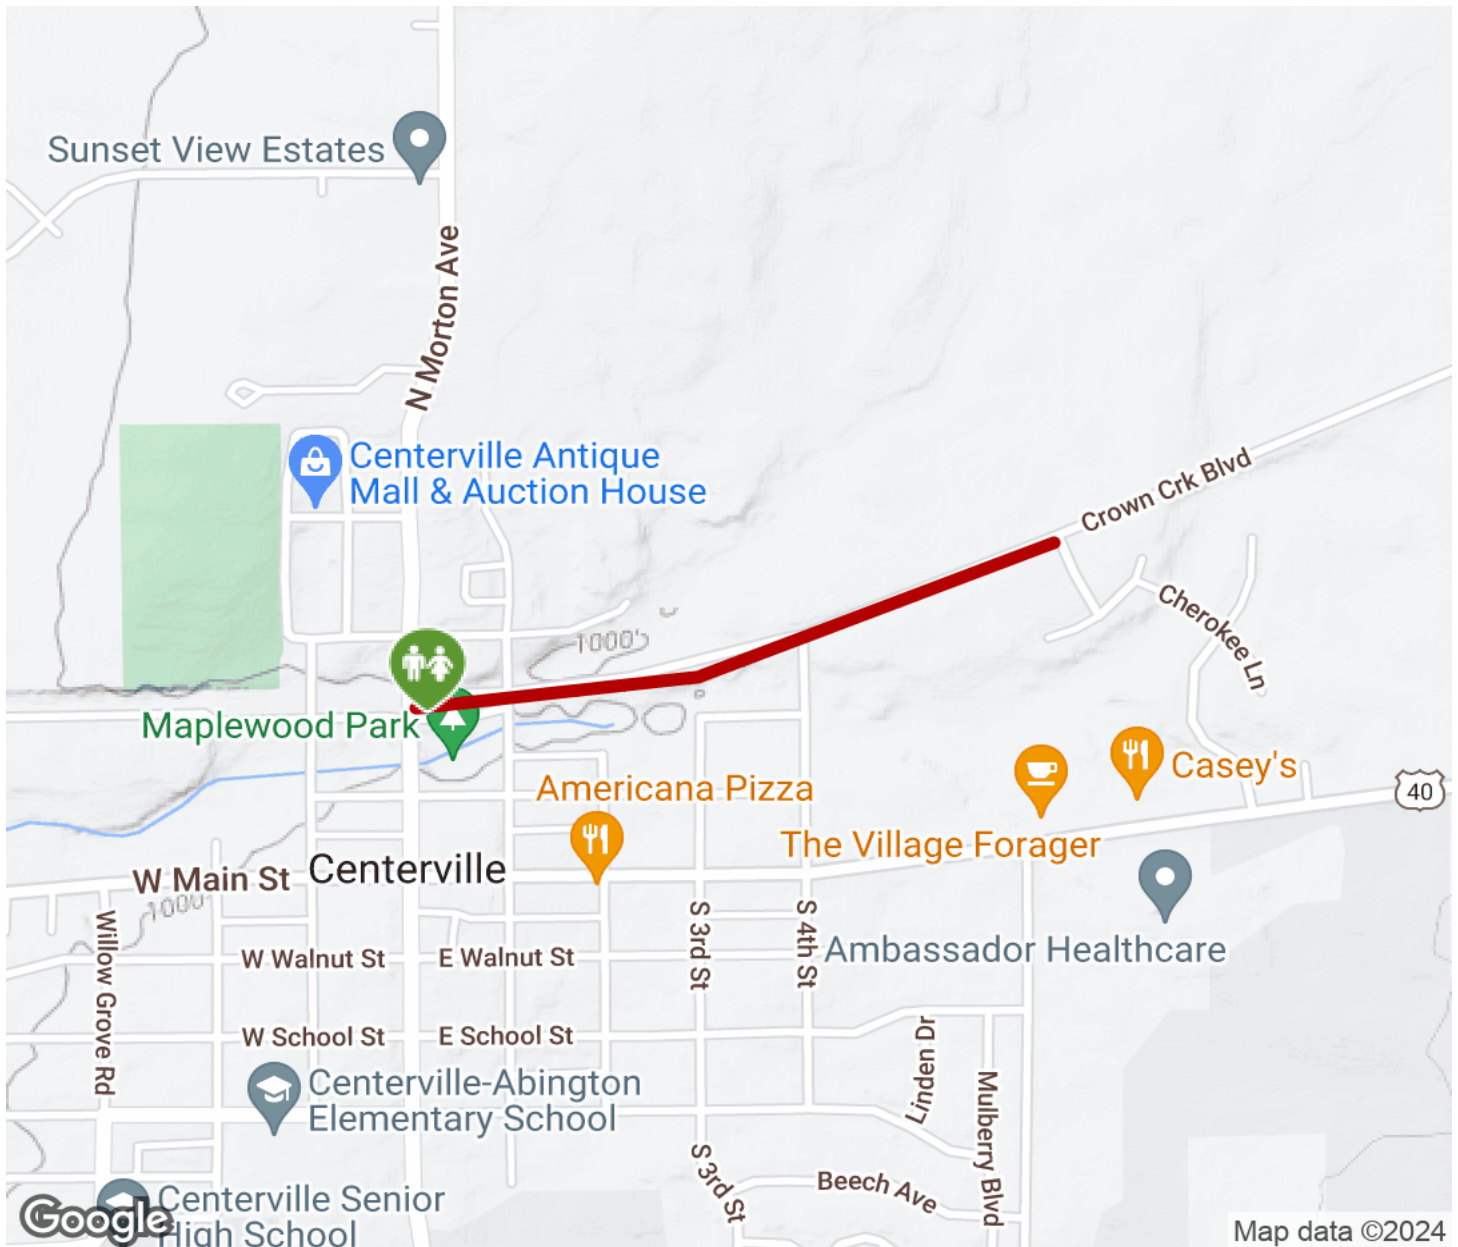 Sunset View Estates
N Morton Ave
Centerville Antique
Mall & Auction House
Crown Crk Blvd
Cherokee Ln
1000'
Maplewood Park
Americana Pizza
Casey's
40
The Village Forager
W Main St
Centerville
1000
Willow Grove Rd
S 3rd St
S 4th St
Ambassador Healthcare
W Walnut St
E Walnut St
W School St
E School St
Linden Dr
Mulberry Blvd
Centerville-Abington
Elementary School
S 3rd St
Beech Ave
Centerville Senior
High School
Google
Map data ©2024